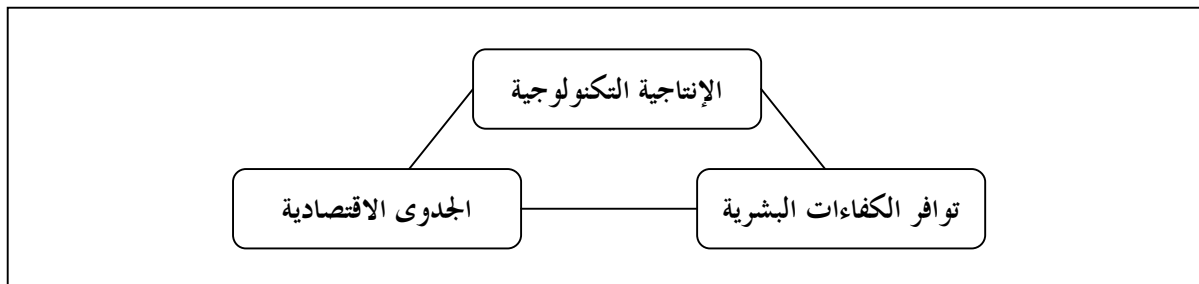 الإنتاجية التكنولوجية
توافر الكفاءات البشرية
الجدوى الاقتصادية